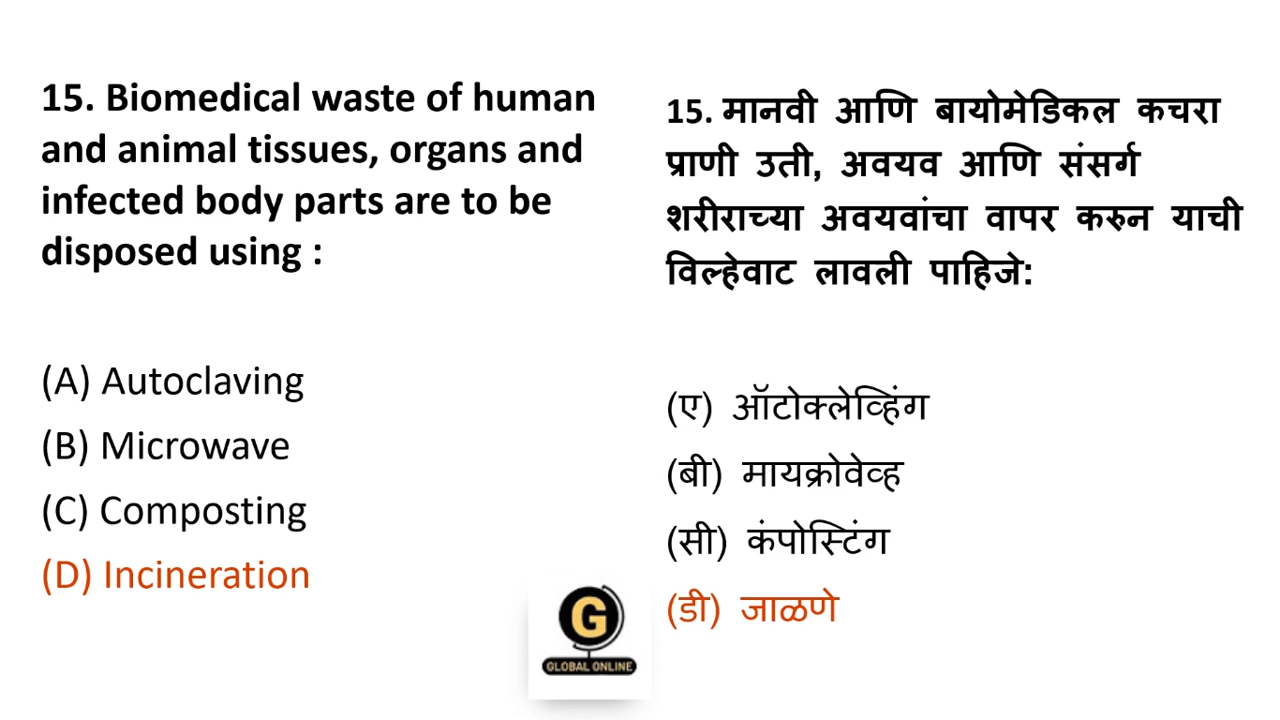 15. Biomedical waste of human
and animal tissues, organs and
infected body parts are to be
disposed using :
(A) Autoclaving
(B) Microwave
(C) Composting
(D) Incineration
15. मानवी आणि बायोमेडिकल कचरा
प्राणी उती, अवयव आणि संसर्ग
शरीराच्या अवयवांचा वापर करुन याची
विल्हेवाट लावली पाहिजे:
(ए) ऑटोक्लेव्हिंग
(बी) मायक्रोवेव्ह
(सी) कंपोस्टिंग
(डी) जाळणे
G
GLOBAL ONLINE